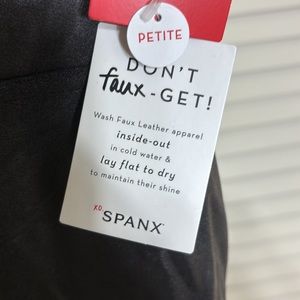 PETITE
DON'T
faux-GET!
Wash Faux Leather apparel
inside-out
in cold water &
lay flat to dry
to maintain their shine
xo SPANX